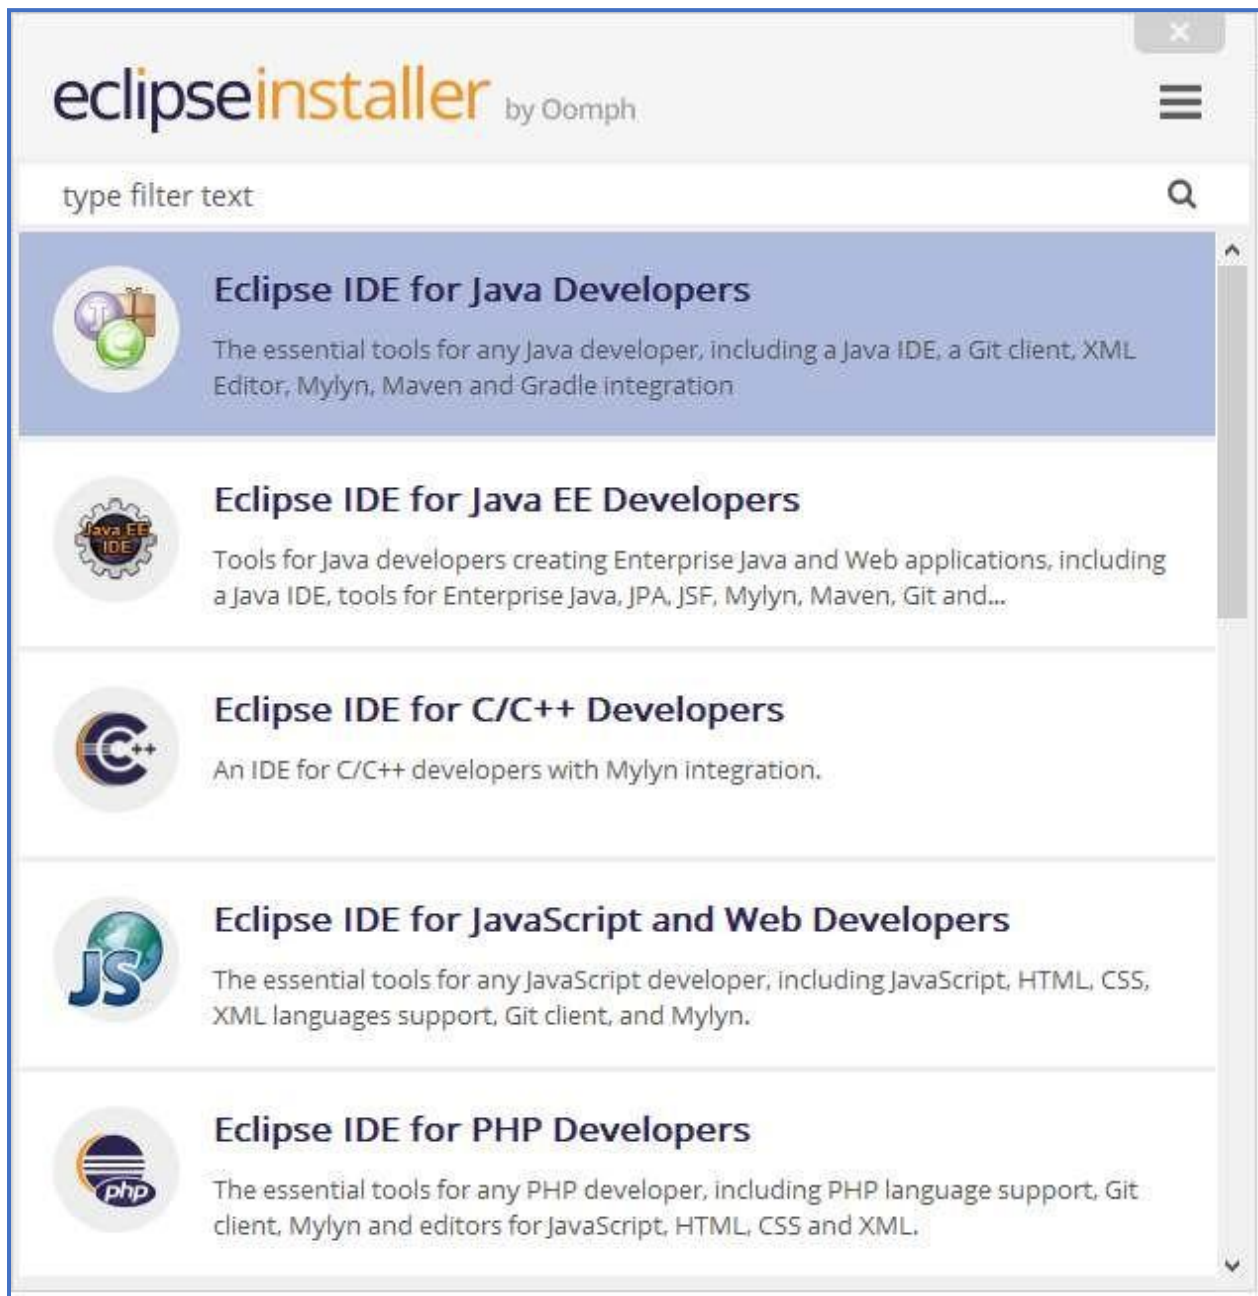 eclipseinstaller by Oomph
type filter text
Eclipse IDE for Java Developers
The essential tools for any Java developer, including a Java IDE, a Git client, XML
Editor, Mylyn, Maven and Gradle integration
Java EE
IDE
Eclipse IDE for Java EE Developers
Tools for Java developers creating Enterprise Java and Web applications, including
a Java IDE, tools for Enterprise Java, JPA, JSF, Mylyn, Maven, Git and...
C++
Eclipse IDE for C/C++ Developers
An IDE for C/C++ developers with Mylyn integration.
JS
Eclipse IDE for JavaScript and Web Developers
The essential tools for any JavaScript developer, including JavaScript, HTML, CSS,
XML languages support, Git client, and Mylyn.
php
Eclipse IDE for PHP Developers
The essential tools for any PHP developer, including PHP language support, Git
client, Mylyn and editors for JavaScript, HTML, CSS and XML.